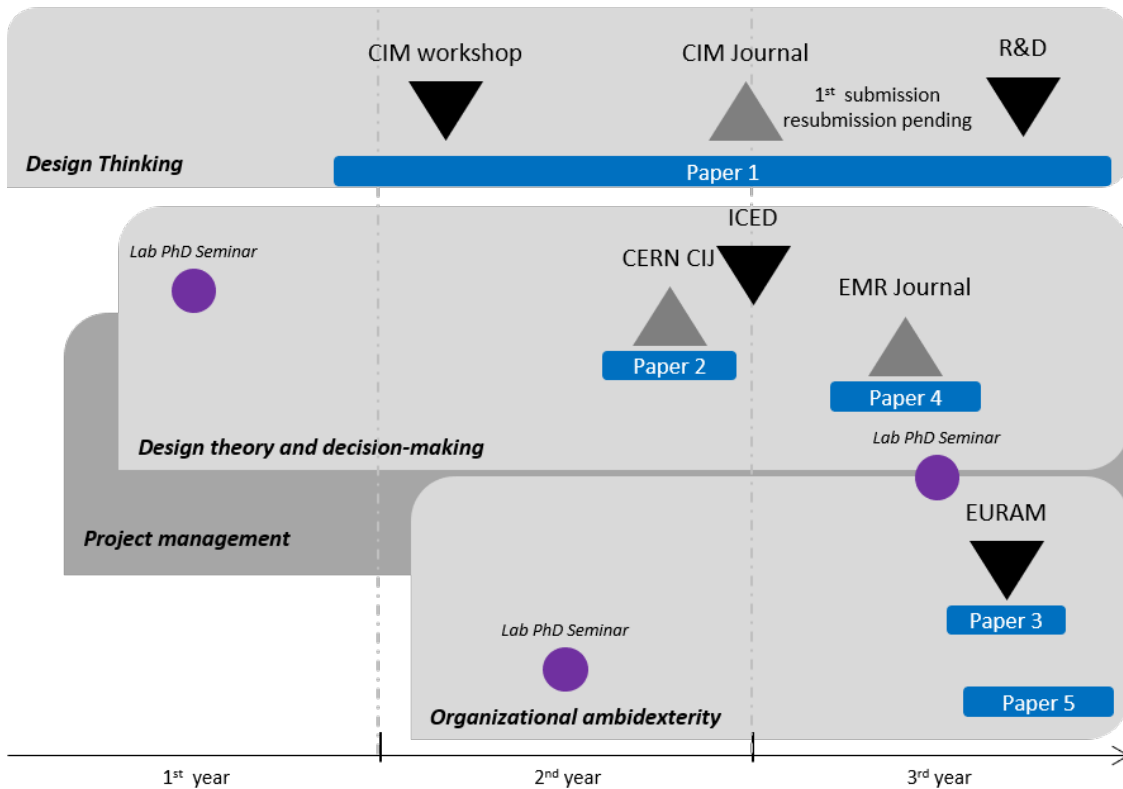 CIM workshop
CIM Journal
R&D
1st submission
resubmission pending
Design Thinking
Paper 1
ICED
Lab PhD Seminar
CERN CIJ
EMR Journal
Paper 2
Paper 4
Lab PhD Seminar
Design theory and decision-making
EURAM
Project management
Paper 3
Lab PhD Seminar
Paper 5
Organizational ambidexterity
1st year
2nd year
3rd year